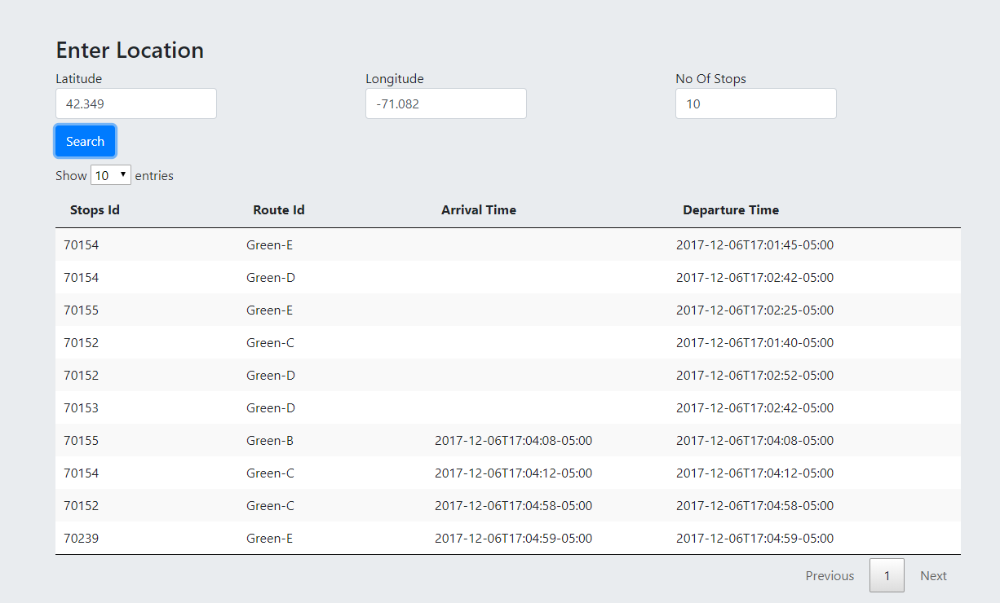 Enter Location
Latitude Longitude No Of Stops
42.349 -71.082 10
Search
Show 10 entries
Stops Id Route Id Arrival Time Departure Time
70154 Green-E 2017-12-06T17:01:45-05:00
70154 Green-D 2017-12-06T17:02:42-05:00
70155 Green-E 2017-12-06T17:02:25-05:00
70152 Green-C 2017-12-06T17:01:40-05:00
70152 Green-D 2017-12-06T17:02:52-05:00
70153 Green-D 2017-12-06T17:02:42-05:00
70155 Green-B 2017-12-06T17:04:08-05:00 2017-12-06T17:04:08-05:00
70154 Green-C 2017-12-06T17:04:12-05:00 2017-12-06T17:04:12-05:00
70152 Green-C 2017-12-06T17:04:58-05:00 2017-12-06T17:04:58-05:00
70239 Green-E 2017-12-06T17:04:59-05:00 2017-12-06T17:04:59-05:00
Previous 1 Next